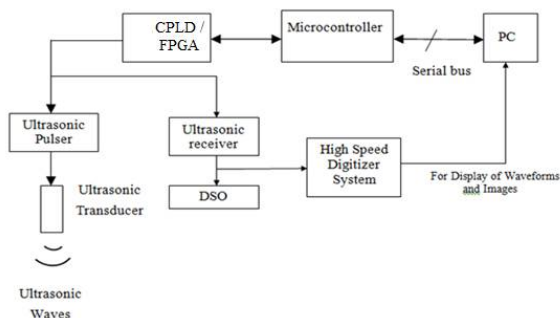 CPLD /
FPGA
Microcontroller
PC
Serial bus
Ultrasonic
Pulser
Ultrasonic
receiver
High Speed
Digitizer
System
For Display of Waveforms
and Images
DSO
Ultrasonic
Transducer
Ultrasonic
Waves